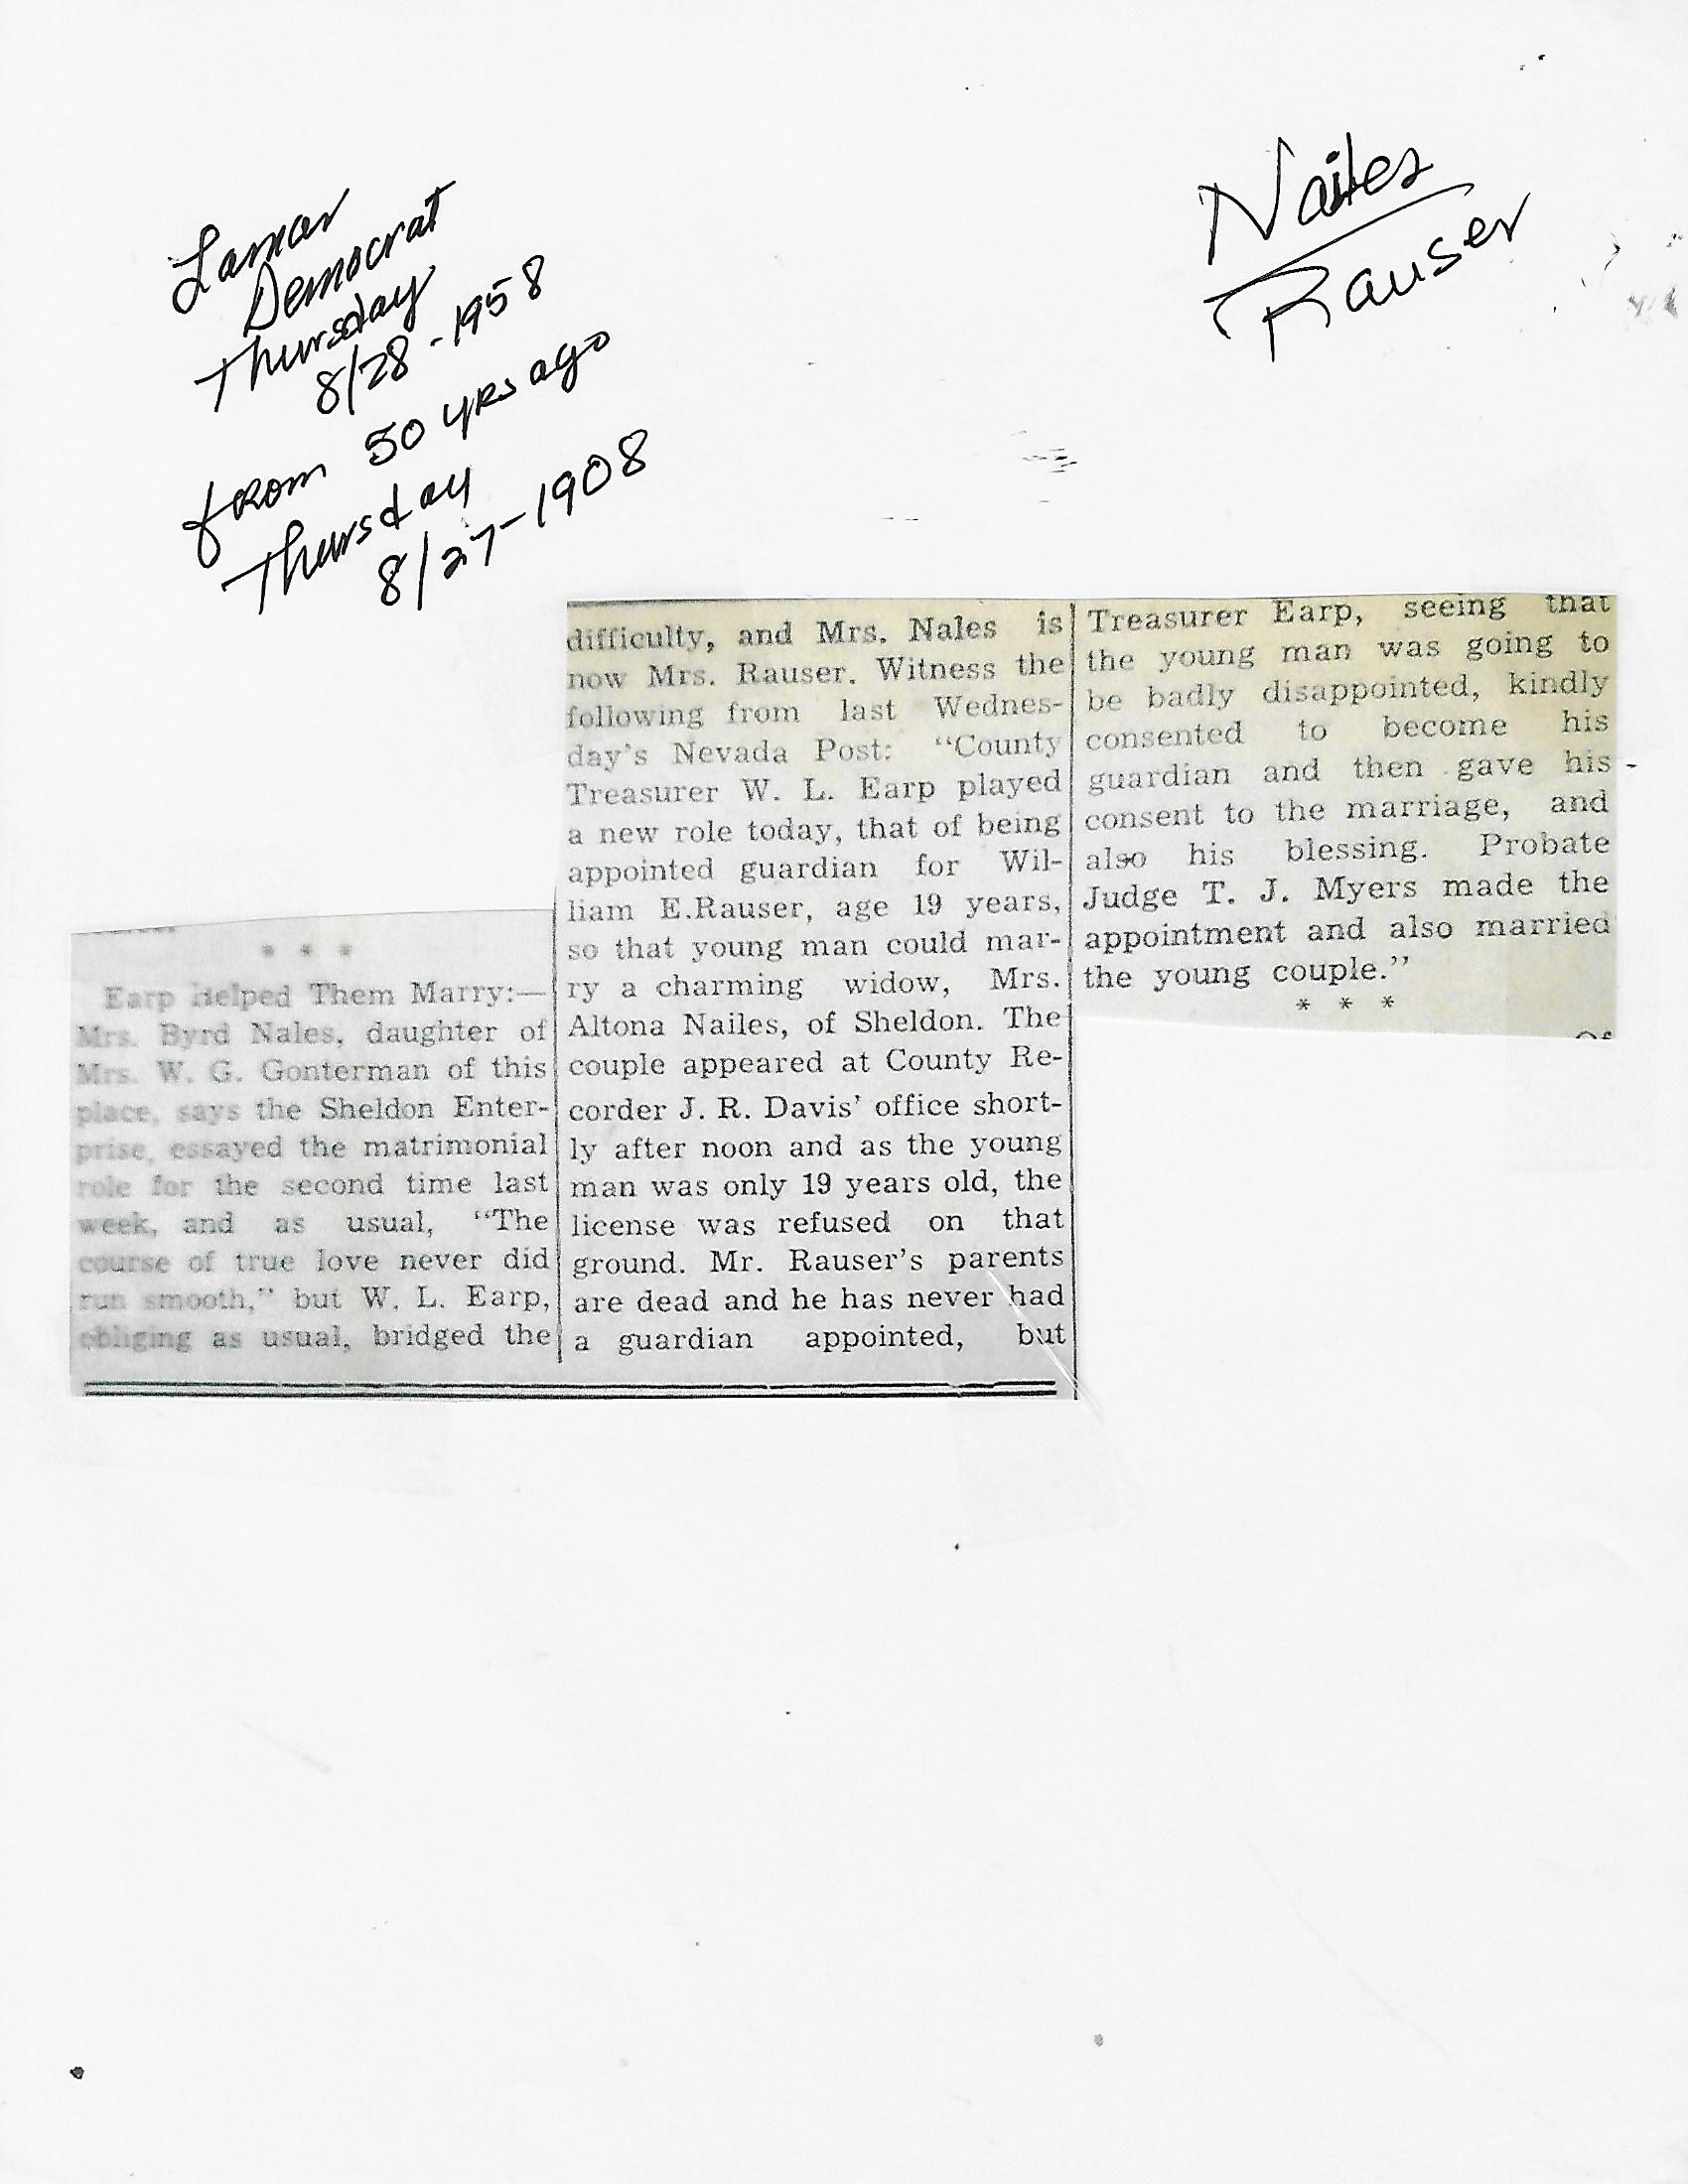 Lamar
Democrat
Thursday
8/28-1958
from 50 yrs ago
Thursday
8/27-1908
Nailes
Rauser
* * *
Earp Helped Them Marry:—
Mrs. Byrd Nales, daughter of
Mrs. W. G. Gonterman of this
place, says the Sheldon Enter-
prise, essayed the matrimonial
role for the second time last
week, and as usual, “The
course of true love never did
run smooth,” but W. L. Earp,
obliging as usual, bridged the
difficulty, and Mrs. Nales is
now Mrs. Rauser. Witness the
following from last Wednes-
day’s Nevada Post: “County
Treasurer W. L. Earp played
a new role today, that of being
appointed guardian for Wil-
liam E.Rauser, age 19 years,
so that young man could mar-
ry a charming widow, Mrs.
Altona Nailes, of Sheldon. The
couple appeared at County Re-
corder J. R. Davis’ office short-
ly after noon and as the young
man was only 19 years old, the
license was refused on that
ground. Mr. Rauser’s parents
are dead and he has never had
a guardian appointed, but
Treasurer Earp, seeing that
the young man was going to
be badly disappointed, kindly
consented to become his
guardian and then gave his
consent to the marriage, and
also his blessing. Probate
Judge T. J. Myers made the
appointment and also married
the young couple.”
* * *